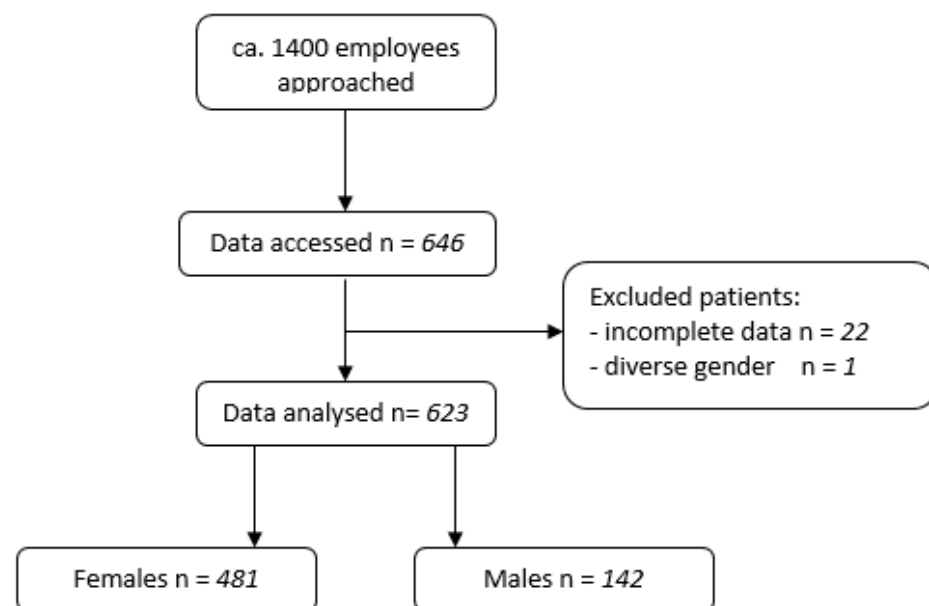 ca. 1400 employees
approached
Data accessed n = 646
Excluded patients:
- incomplete data n = 22
- diverse gender n = 1
Data analysed n= 623
Females n = 481
Males n = 142